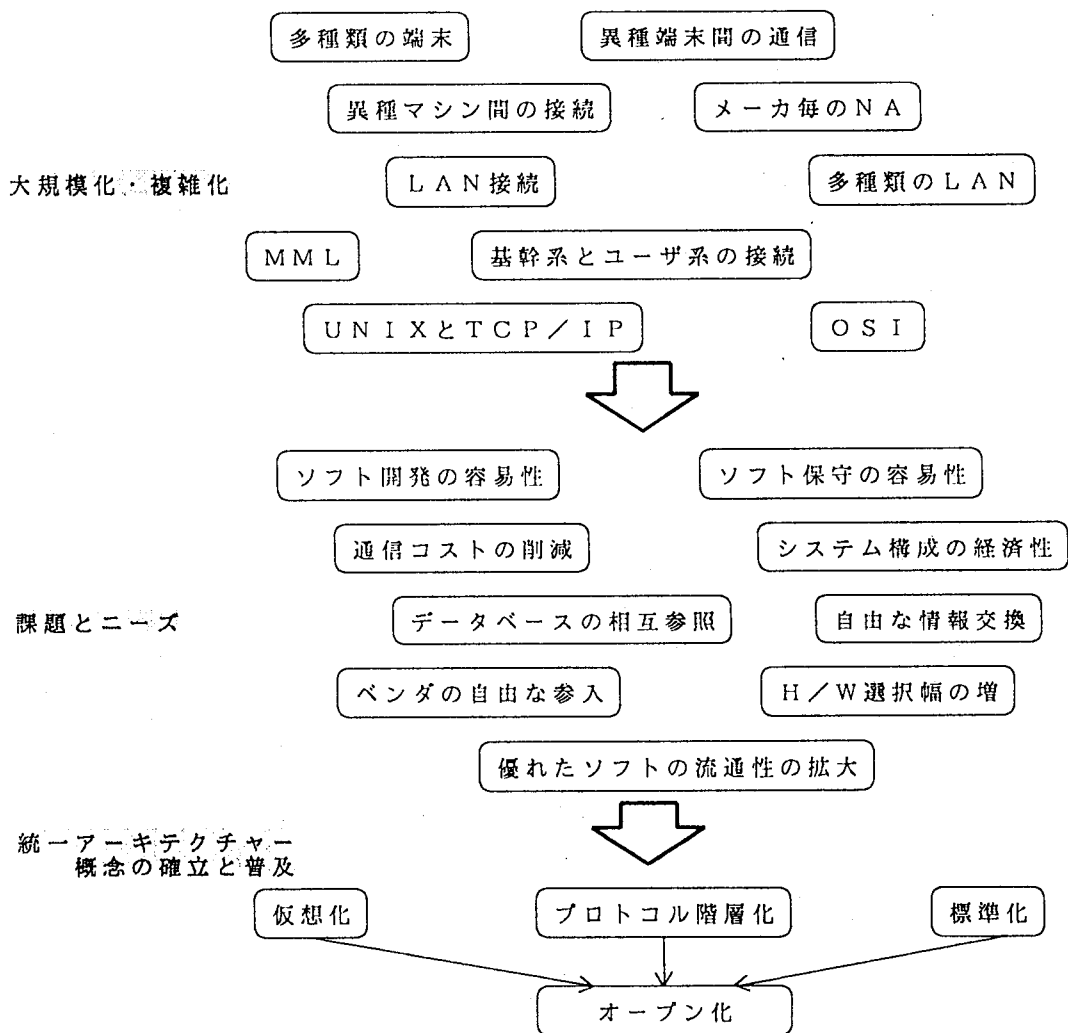 多種類の端末
異種端末間の通信
異種マシン間の接続
メーカ毎のNA
大規模化・複雑化
LAN接続
多種類のLAN
MML
基幹系とユーザ系の接続
UNIXとTCP/IP
OSI
ソフト開発の容易性
ソフト保守の容易性
通信コストの削減
システム構成の経済性
課題とニーズ
データベースの相互参照
自由な情報交換
ベンダの自由な参入
H/W選択幅の増
優れたソフトの流通性の拡大
統一アーキテクチャー
概念の確立と普及
仮想化
プロトコル階層化
標準化
オープン化